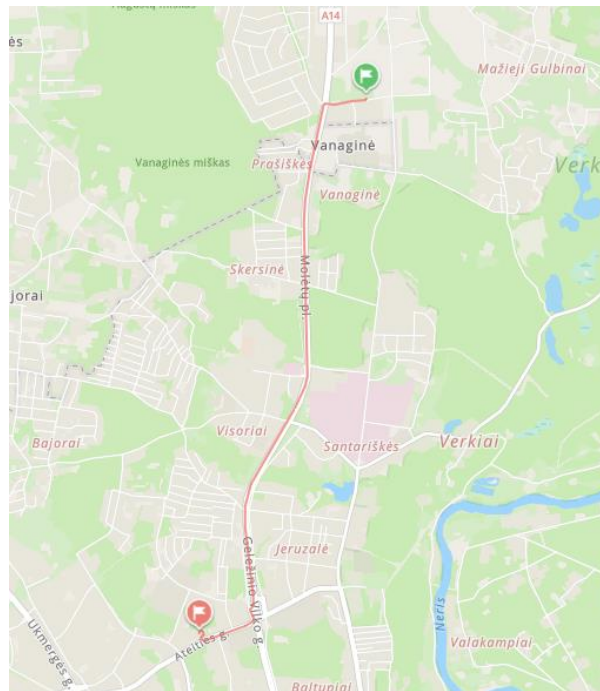 A14
ės
Mažieji Gulbinai
Vanaginė
Vanaginės miškas
Prašiškės
Verk
Vanaginė
Skersinė
Molėtų pl.
jorai
Visoriai
Bajorai
Santariškės
Verkiai
Jeruzalė
Geležinio Vilko g.
Neris
Ateities g.
Ukmergės g.
Valakampiai